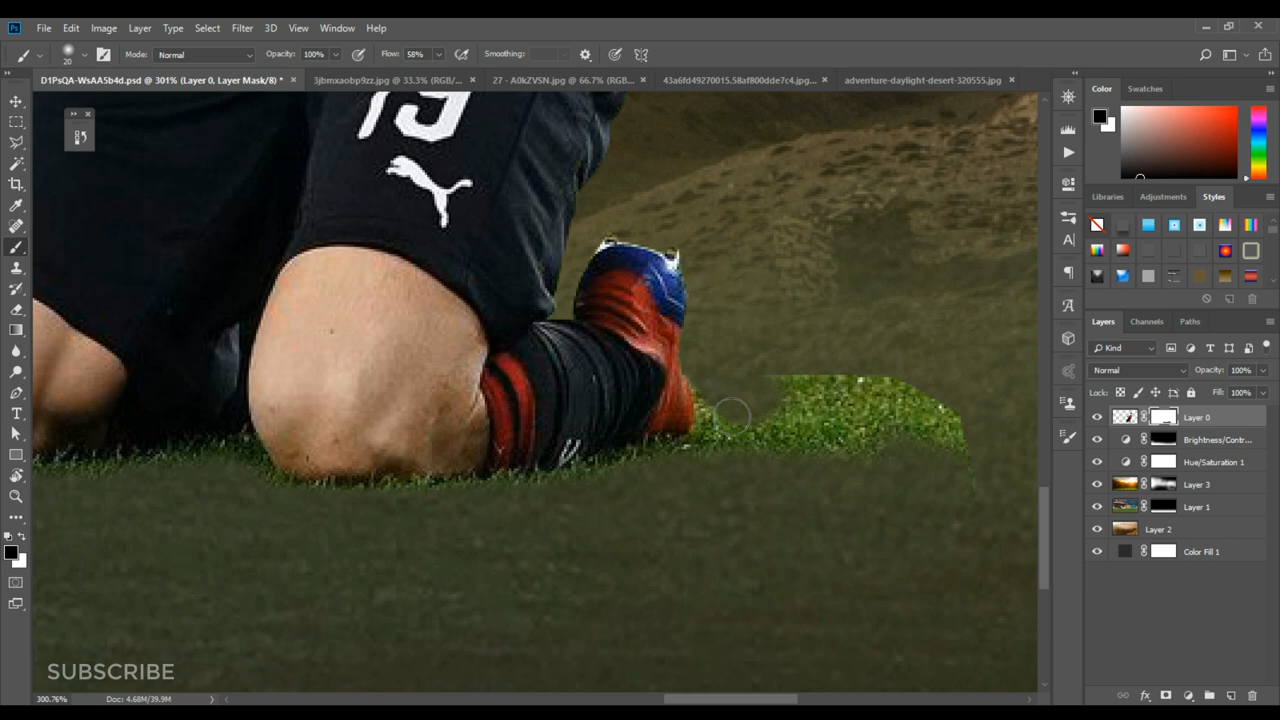 Ps File Edit Image Layer Type Select Filter 3D View Window Help
20 Mode: Normal Opacity: 100% Flow: 58% Smoothing:
D1PsQA-WsAA5b4d.psd @ 301% (Layer 0, Layer Mask/8) * × 3jbmxaobp9zz.jpg @ 33.3% (RGB/... × 27 - A0kZVSN.jpg @ 66.7% (RGB... × 43a6fd49270015.58af800dde7c4.jpg... × adventure-daylight-desert-320555.jpg ×
Color Swatches
19
Libraries Adjustments Styles
Layers Channels Paths
Kind
Normal Opacity: 100%
Lock: Fill: 100%
Layer 0
Brightness/Contr...
Hue/Saturation 1
Layer 3
Layer 1
Layer 2
Color Fill 1
SUBSCRIBE
300.76% Doc: 4.68M/39.9M